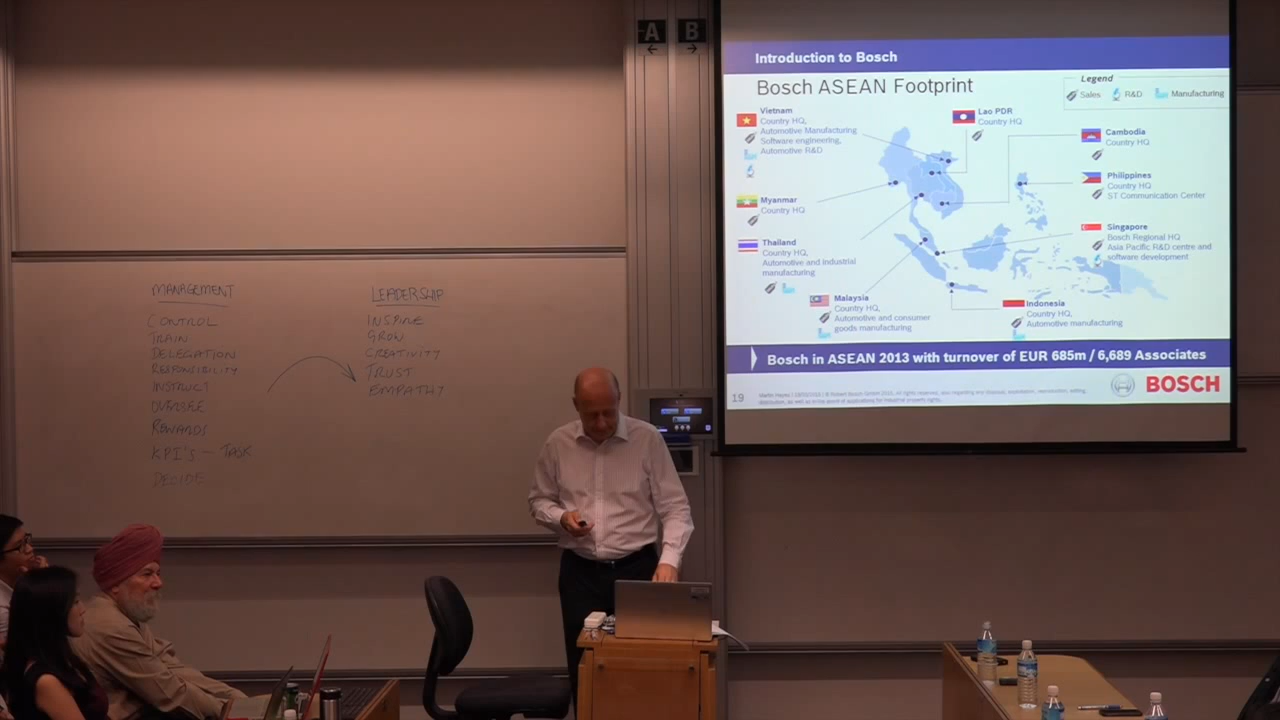 MANAGEMENT
CONTROL
TRAIN
DELEGATION
RESPONSIBILITY
INSTRUCT
OVERSEE
REWARDS
KPI'S - TASK
DECIDE
LEADERSHIP
INSPIRE
GROW
CREATIVITY
TRUST
EMPATHY
A
B
Introduction to Bosch
Bosch ASEAN Footprint
Legend
Sales
R&D
Manufacturing
Vietnam
Country HQ,
Automotive Manufacturing
Software engineering,
Automotive R&D
Lao PDR
Country HQ
Cambodia
Country HQ
Philippines
Country HQ
ST Communication Center
Myanmar
Country HQ
Singapore
Bosch Regional HQ
Asia Pacific R&D centre and
software development
Thailand
Country HQ,
Automotive and industrial
manufacturing
Malaysia
Country HQ,
Automotive and consumer
goods manufacturing
Indonesia
Country HQ,
Automotive manufacturing
Bosch in ASEAN 2013 with turnover of EUR 685m / 6,689 Associates
19
BOSCH